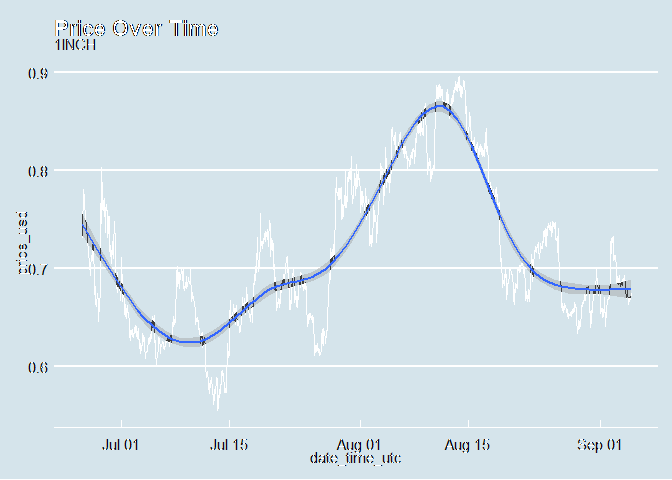 Price Over Time
1INCH
0.9
0.8
0.7
0.6
price_usd
Jul 01
Jul 15
Aug 01
Aug 15
Sep 01
date_time_utc